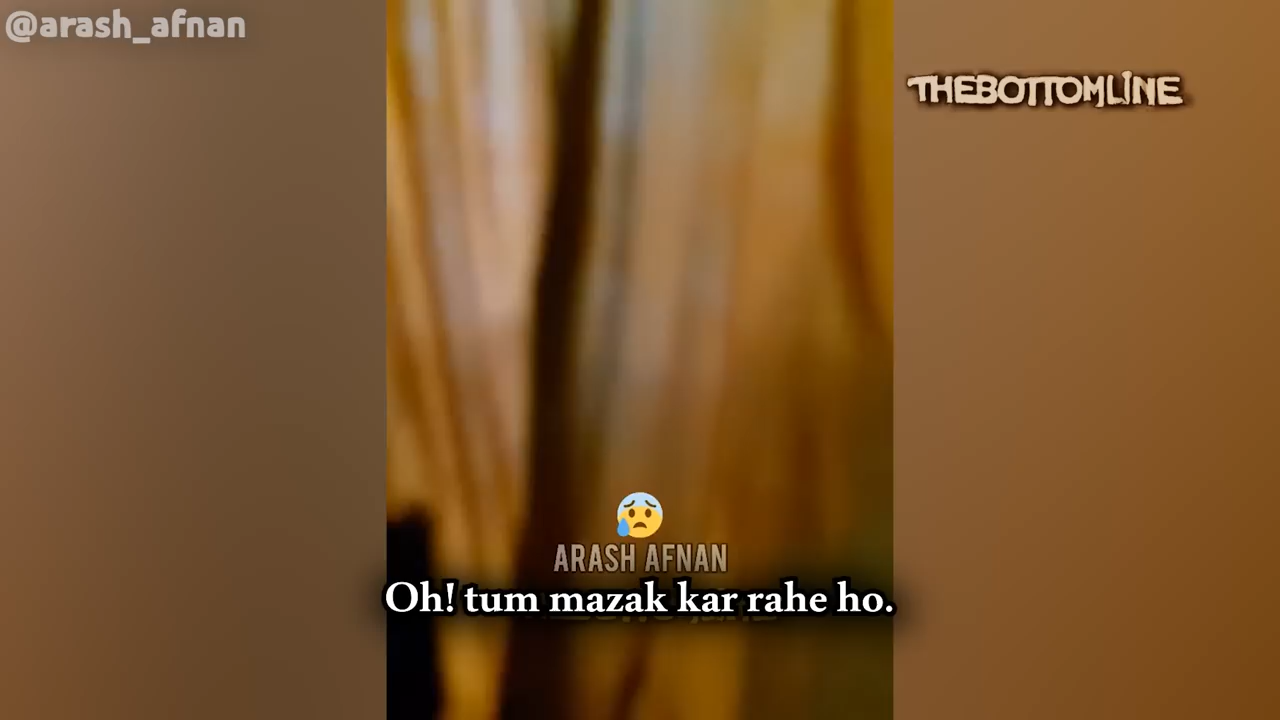 @arash_afnan
THEBOTTOMLINE
ARASH AFNAN
Oh! tum mazak kar rahe ho.